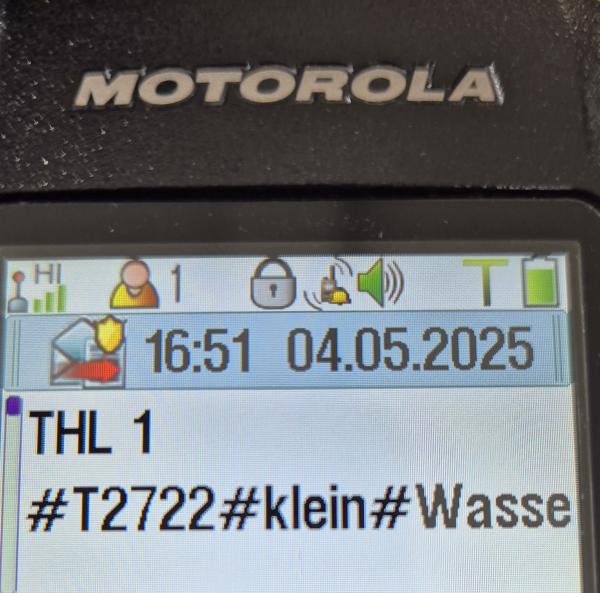 MOTOROLA
HI 1 T
16:51 04.05.2025
THL 1
#T2722#klein#Wasse